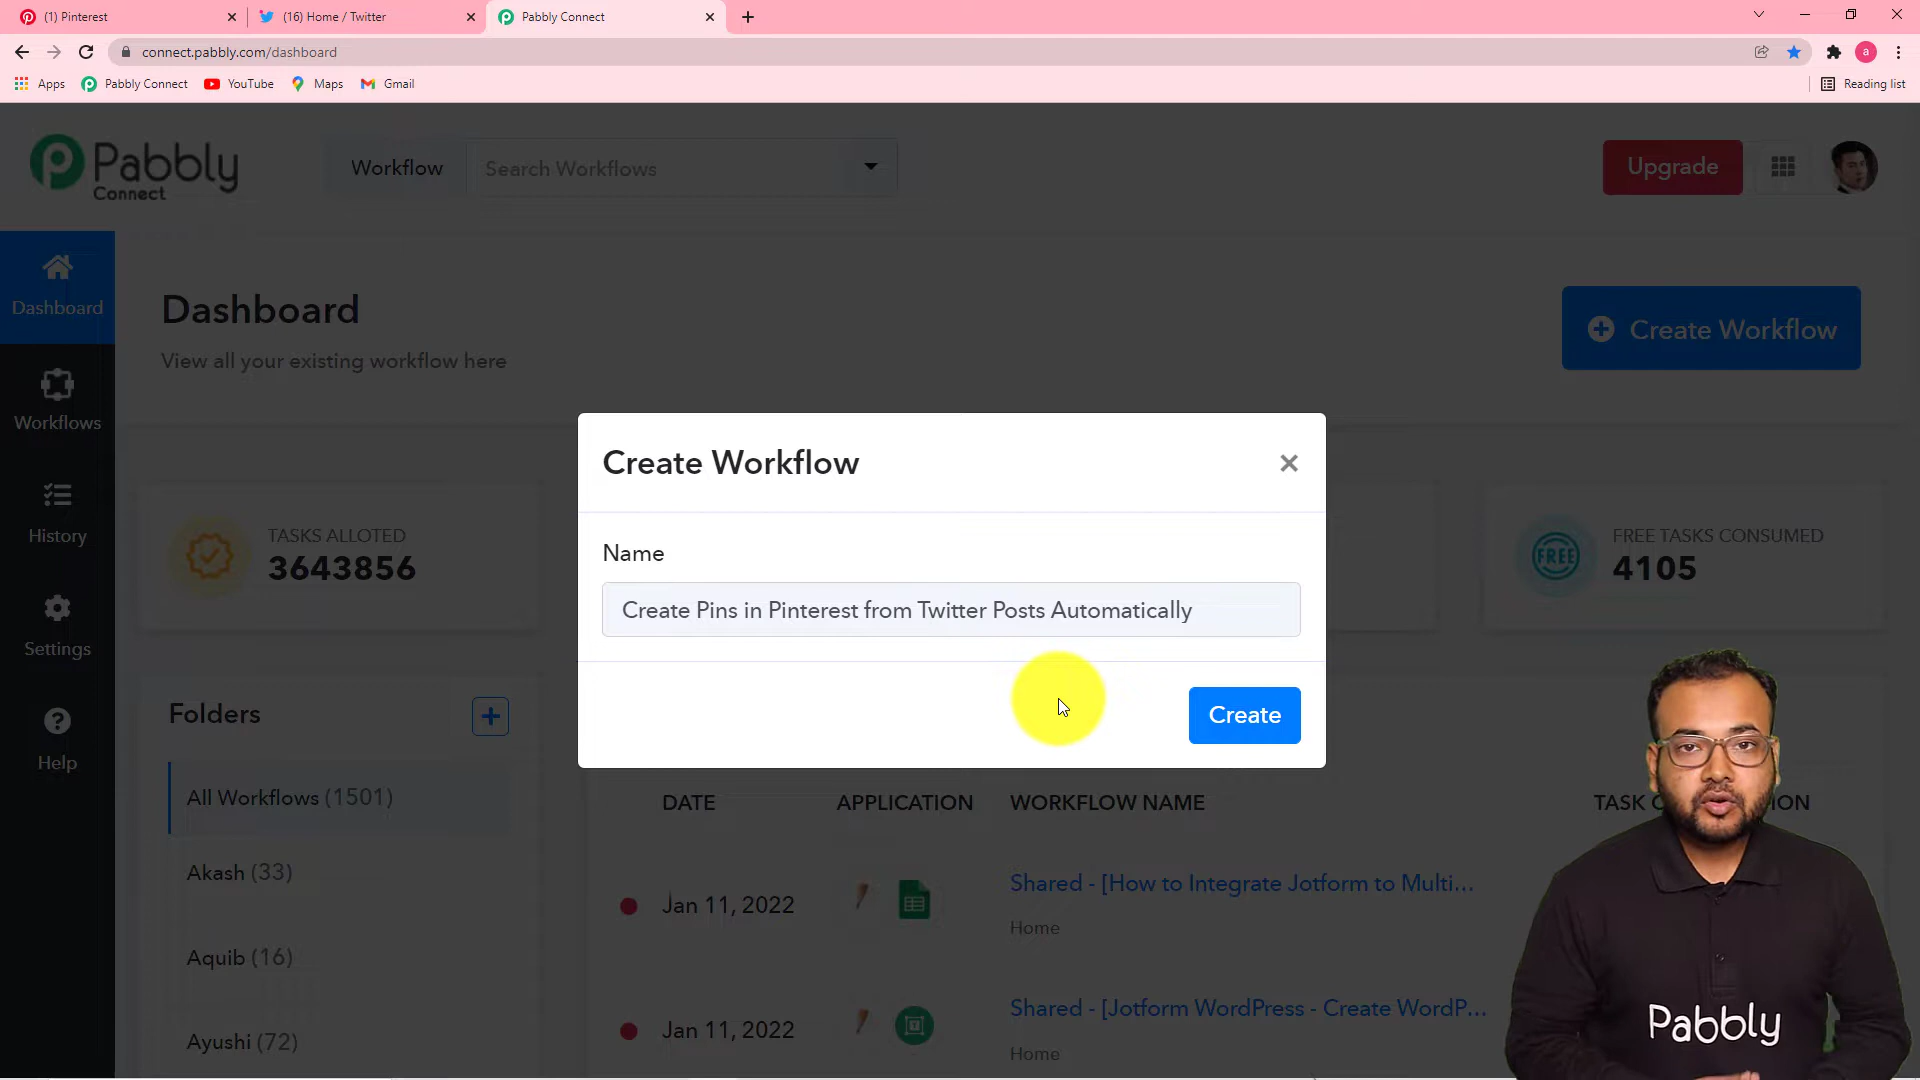 (1) Pinterest
(16) Home / Twitter
Pabbly Connect
connect.pabbly.com/dashboard
a
Apps
Pabbly Connect
YouTube
Maps
Gmail
Reading list
Pabbly
Connect
Workflow
Search Workflows
Upgrade
Dashboard
Workflows
History
Settings
Help
Dashboard
View all your existing workflow here
Create Workflow
Create Workflow
Name
Create Pins in Pinterest from Twitter Posts Automatically
Create
TASKS ALLOTED
3643856
FREE
FREE TASKS CONSUMED
4105
Folders
All Workflows (1501)
Akash (33)
Aquib (16)
Ayushi (72)
DATE
APPLICATION
WORKFLOW NAME
TASK
Jan 11, 2022
Shared - [How to Integrate Jotform to Multi...
Home
Jan 11, 2022
Shared - [Jotform WordPress - Create WordP...
Home
Pabbly